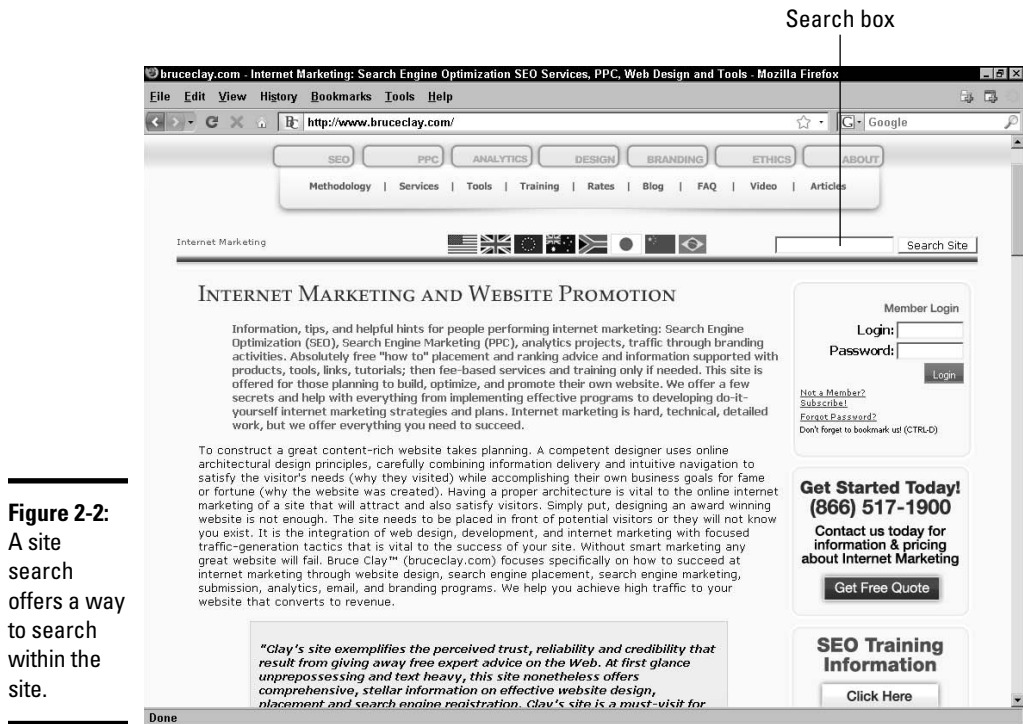 Search box
bruceclay.com - Internet Marketing: Search Engine Optimization SEO Services, PPC, Web Design and Tools - Mozilla Firefox
File Edit View History Bookmarks Tools Help
http://www.bruceclay.com/
Google
SEO PPC ANALYTICS DESIGN BRANDING ETHICS ABOUT
Methodology | Services | Tools | Training | Rates | Blog | FAQ | Video | Articles
Internet Marketing
Search Site
INTERNET MARKETING AND WEBSITE PROMOTION
Information, tips, and helpful hints for people performing internet marketing: Search Engine
Optimization (SEO), Search Engine Marketing (PPC), analytics projects, traffic through branding
activities. Absolutely free "how to" placement and ranking advice and information supported with
products, tools, links, tutorials; then fee-based services and training only if needed. This site is
offered for those planning to build, optimize, and promote their own website. We offer a few
secrets and help with everything from implementing effective programs to developing do-it-
yourself internet marketing strategies and plans. Internet marketing is hard, technical, detailed
work, but we offer everything you need to succeed.
To construct a great content-rich website takes planning. A competent designer uses online
architectural design principles, carefully combining information delivery and intuitive navigation to
satisfy the visitor's needs (why they visited) while accomplishing their own business goals for fame
or fortune (why the website was created). Having a proper architecture is vital to the online internet
marketing of a site that will attract and also satisfy visitors. Simply put, designing an award winning
website is not enough. The site needs to be placed in front of potential visitors or they will not know
you exist. It is the integration of web design, development, and internet marketing with focused
traffic-generation tactics that is vital to the success of your site. Without smart marketing any
great website will fail. Bruce Clay™ (bruceclay.com) focuses specifically on how to succeed at
internet marketing through website design, search engine placement, search engine marketing,
submission, analytics, email, and branding programs. We help you achieve high traffic to your
website that converts to revenue.
"Clay's site exemplifies the perceived trust, reliability and credibility that
result from giving away free expert advice on the Web. At first glance
unprepossessing and text heavy, this site nonetheless offers
comprehensive, stellar information on effective website design,
placement and search engine registration. Clay's site is a must-visit for
Member Login
Login:
Password:
Login
Not a Member?
Subscribe!
Forgot Password?
Don't forget to bookmark us! (CTRL-D)
Get Started Today!
(866) 517-1900
Contact us today for
information & pricing
about Internet Marketing
Get Free Quote
SEO Training
Information
Click Here
Done
Figure 2-2:
A site
search
offers a way
to search
within the
site.